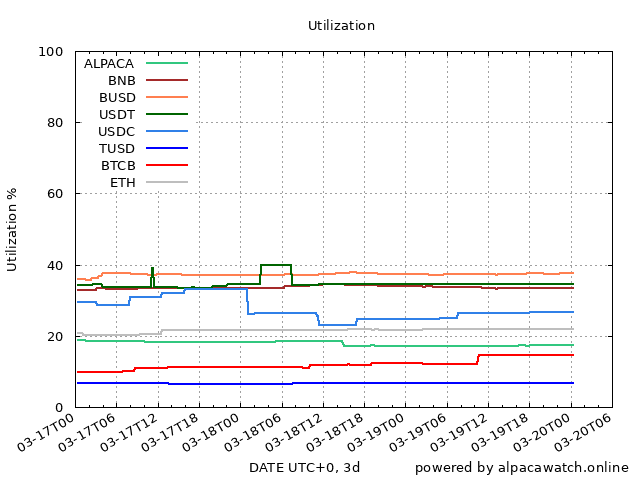 Utilization
100
80
60
40
20
0
Utilization %
ALPACA
BNB
BUSD
USDT
USDC
TUSD
BTCB
ETH
03-17T00
03-17T06
03-17T12
03-17T18
03-18T00
03-18T06
03-18T12
03-18T18
03-19T00
03-19T06
03-19T12
03-19T18
03-20T00
03-20T06
DATE UTC+0, 3d
powered by alpacawatch.online